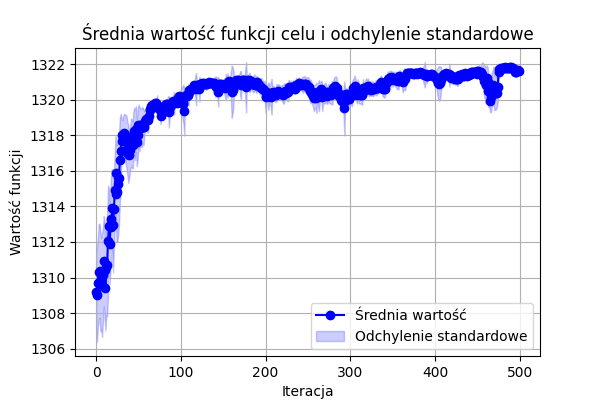 Średnia wartość funkcji celu i odchylenie standardowe
Wartość funkcji
1322
1320
1318
1316
1314
1312
1310
1308
1306
0 100 200 300 400 500
Iteracja
Średnia wartość
Odchylenie standardowe